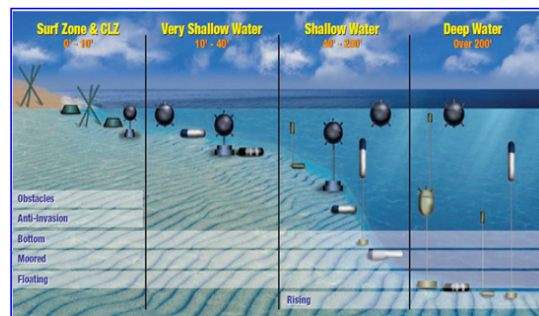 Surf Zone & CLZ
0' - 10'
Very Shallow Water
10' - 40'
Shallow Water
40' - 200'
Deep Water
Over 200'
Obstacles
Anti-Invasion
Bottom
Moored
Floating
Rising